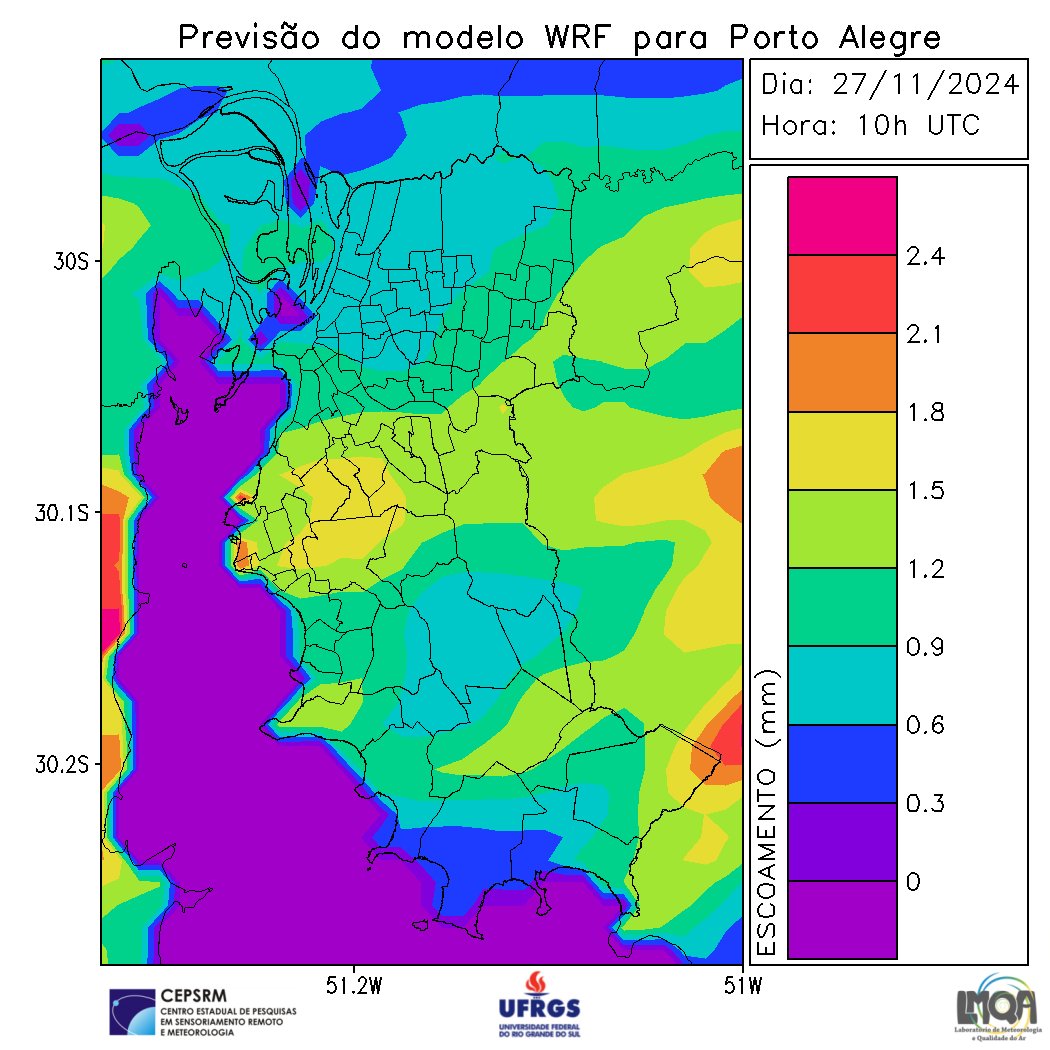 Previsão do modelo WRF para Porto Alegre
Dia: 27/11/2024
Hora: 10h UTC
30S
30.1S
30.2S
51.2W
51W
ESCOAMENTO (mm)
2.4
2.1
1.8
1.5
1.2
0.9
0.6
0.3
0
CEPSRM
CENTRO ESTADUAL DE PESQUISAS
EM SENSORIAMENTO REMOTO
E METEOROLOGIA
UFRGS
UNIVERSIDADE FEDERAL
DO RIO GRANDE DO SUL
LMQA
Laboratório de Meteorologia
e Qualidade do Ar